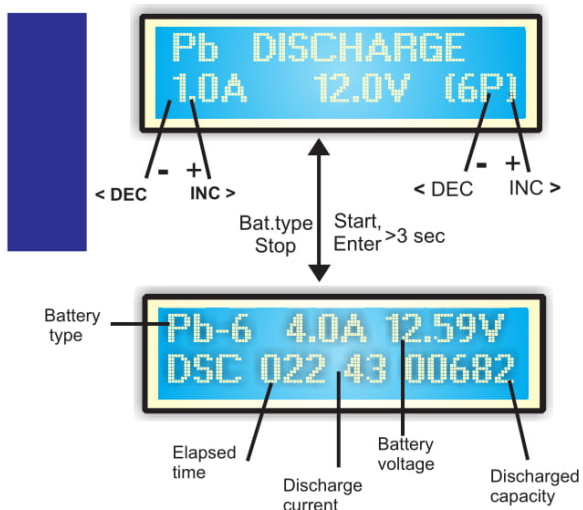 Pb DISCHARGE
1.0A 12.0V (6P)
- +
< DEC INC >
- +
< DEC INC >
Bat.type
Stop
Start,
Enter >3 sec
Battery
type
Pb-6 4.0A 12.59V
DSC 022 43 00682
Elapsed
time
Discharge
current
Battery
voltage
Discharged
capacity